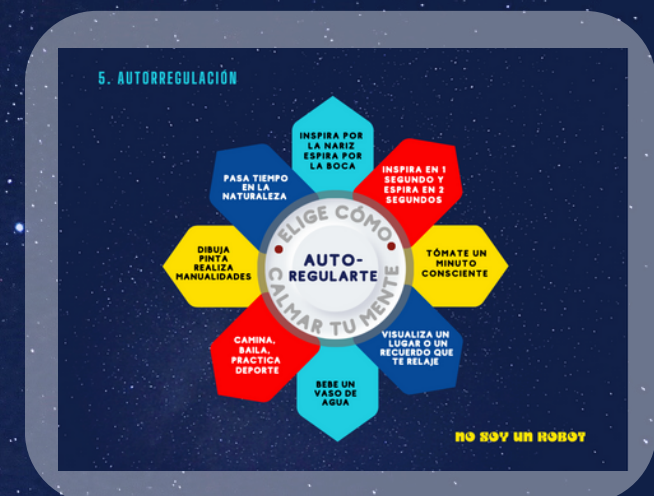 5. AUTORREGULACIÓN
INSPIRA POR
LA NARIZ
ESPIRA POR
LA BOCA
INSPIRA EN 1
SEGUNDO Y
ESPIRA EN 2
SEGUNDOS
TÓMATE UN
MINUTO
CONSCIENTE
VISUALIZA UN
LUGAR O UN
RECUERDO QUE
TE RELAJE
BEBE UN
VASO DE
AGUA
CAMINA,
BAILA,
PRACTICA
DEPORTE
DIBUJA
PINTA
REALIZA
MANUALIDADES
PASA TIEMPO
EN LA
NATURALEZA
ELIGE CÓMO
CALMAR TU MENTE
AUTO-
REGULARTE
NO SOY UN ROBOT